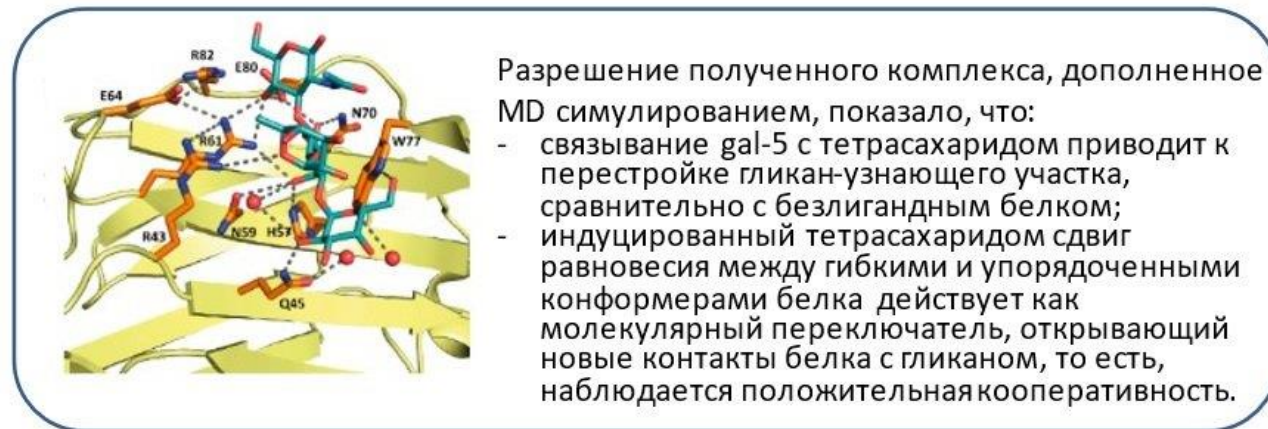 R82
E80
E64
N70
R61
W77
N59
H57
R43
Q45
Разрешение полученного комплекса, дополненное
MD симулированием, показало, что:
- связывание gal-5 с тетрасахаридом приводит к
перестройке гликан-узнающего участка,
сравнительно с безлигандным белком;
- индуцированный тетрасахаридом сдвиг
равновесия между гибкими и упорядоченными
конформерами белка действует как
молекулярный переключатель, открывающий
новые контакты белка с гликаном, то есть,
наблюдается положительная кооперативность.